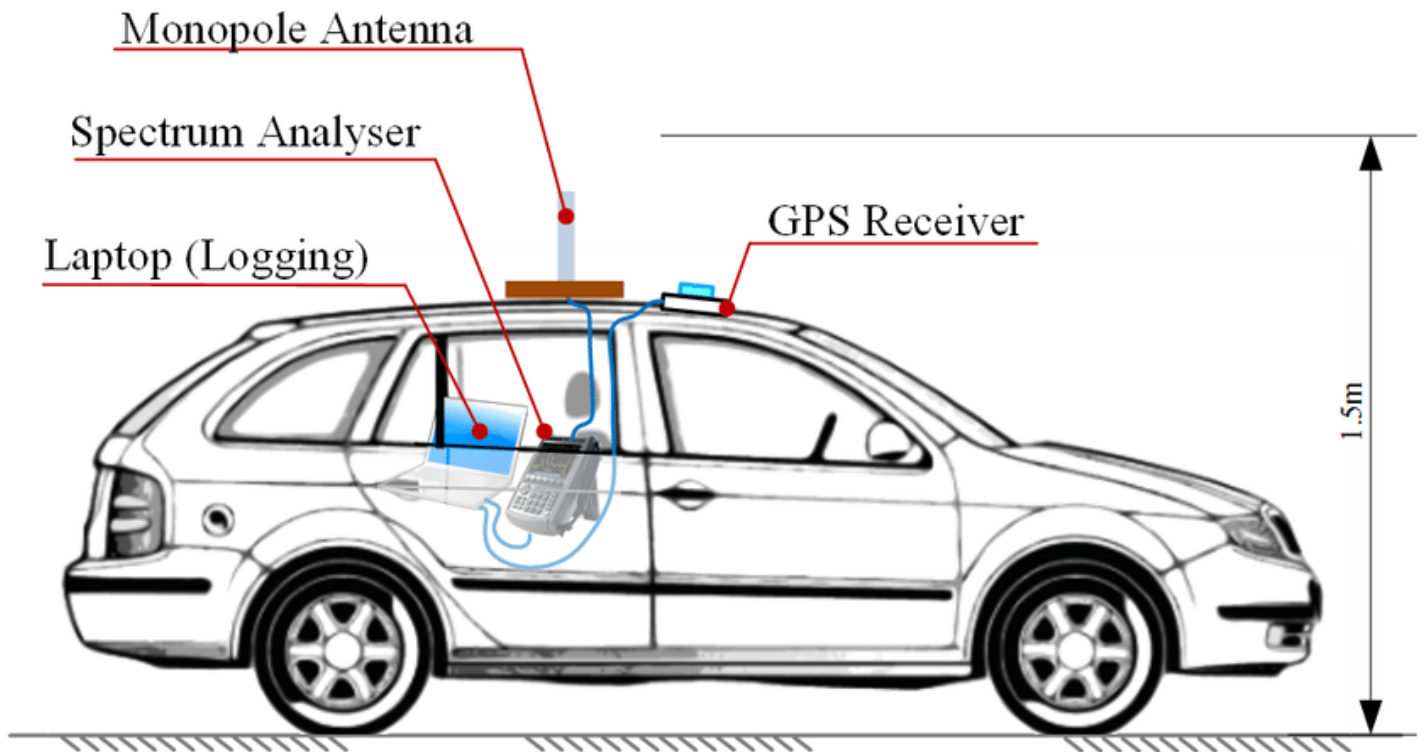 Monopole Antenna
Spectrum Analyser
GPS Receiver
Laptop (Logging)
1.5m